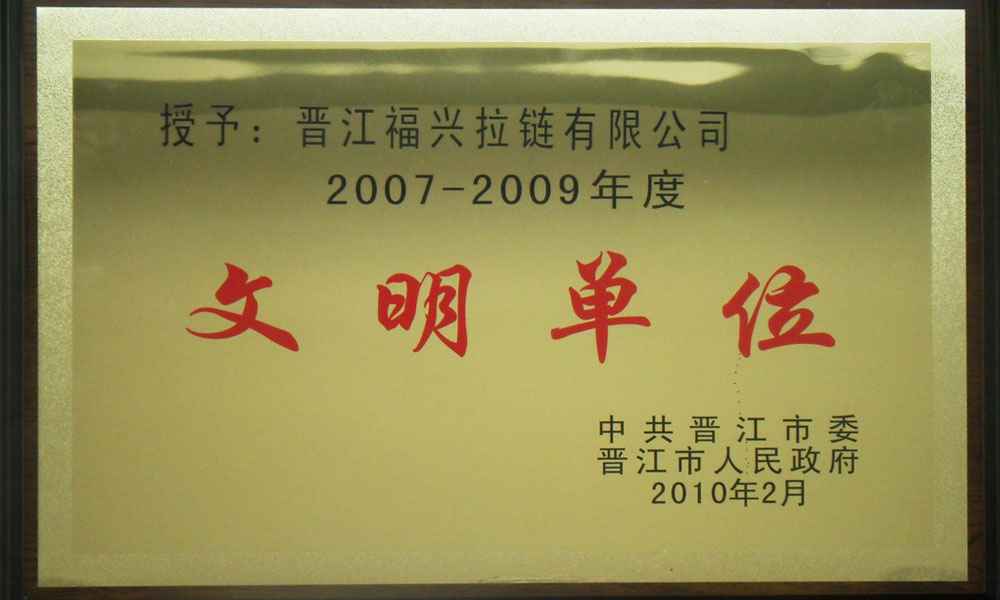 授予：晋江福兴拉链有限公司
2007-2009年度
文明单位
中共晋江市委
晋江市人民政府
2010年2月